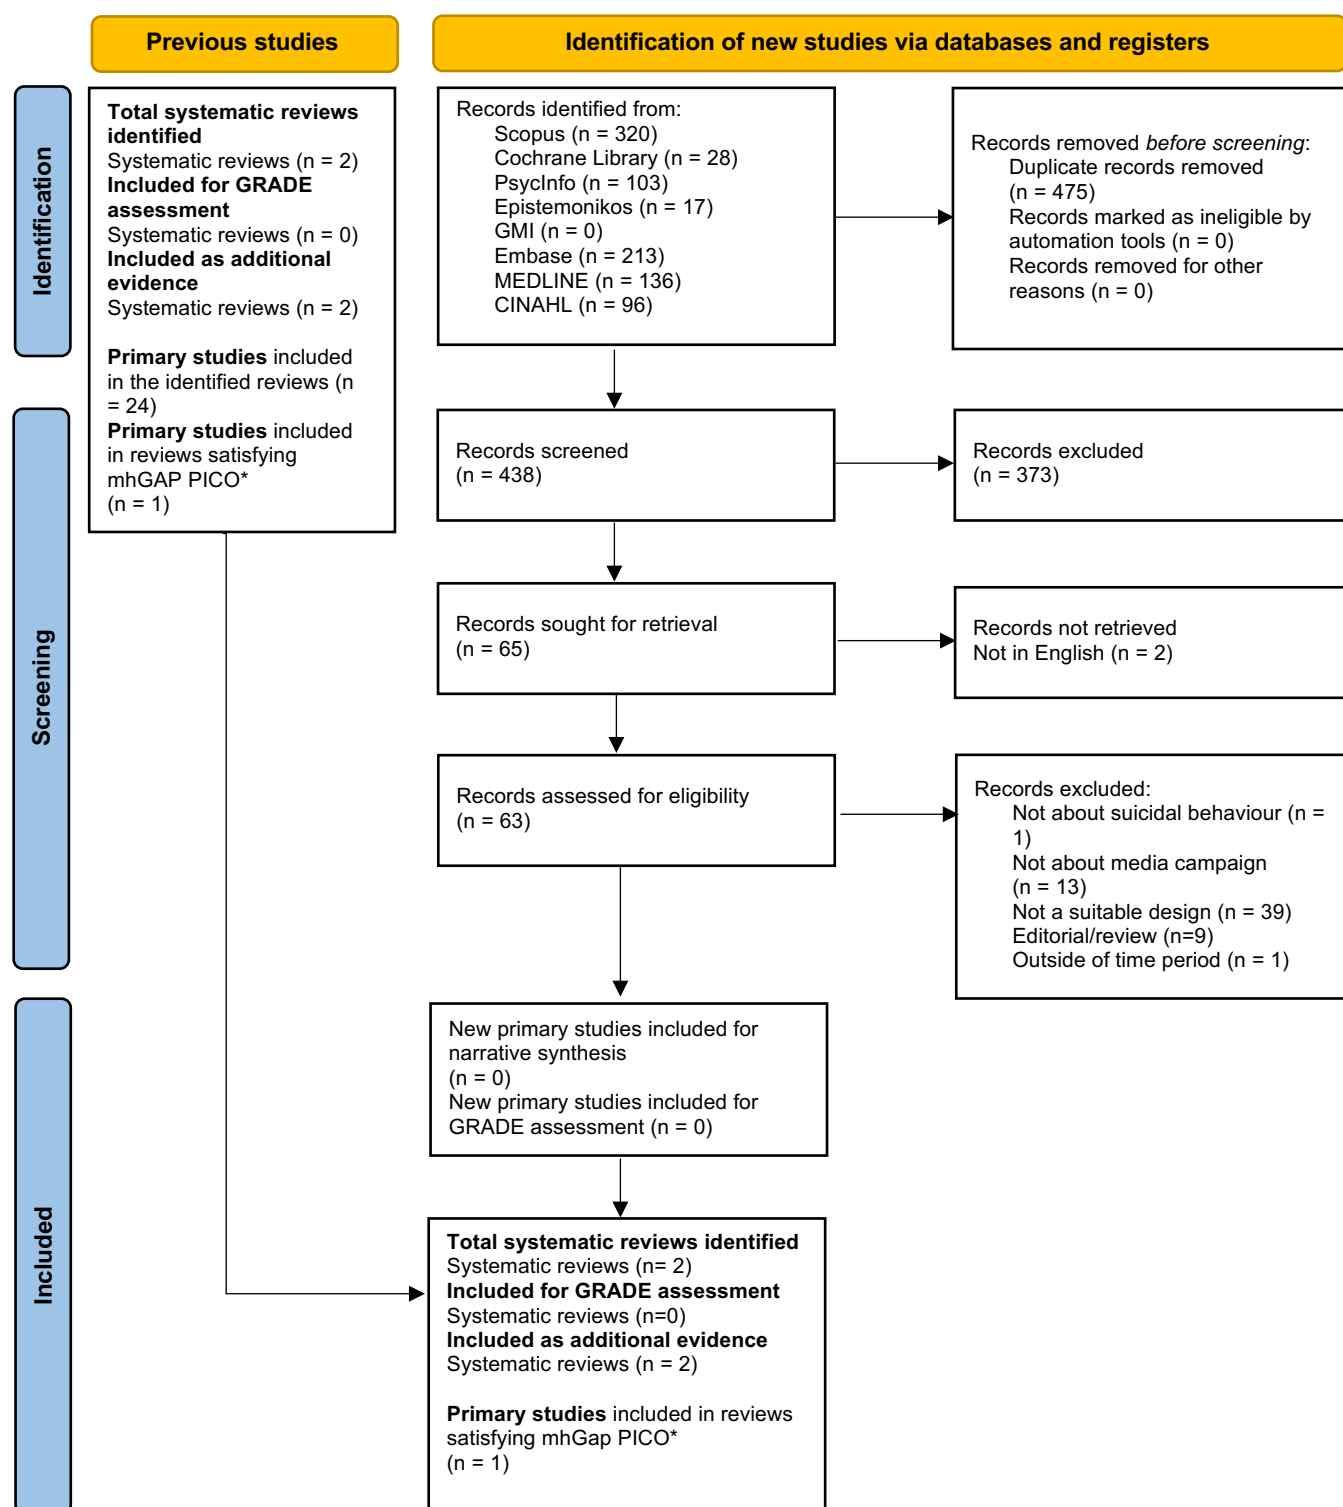 Previous studies
Identification of new studies via databases and registers
Identification
Total systematic reviews
identified
Systematic reviews (n = 2)
Included for GRADE
assessment
Systematic reviews (n = 0)
Included as additional
evidence
Systematic reviews (n = 2)
Primary studies included
in the identified reviews (n
= 24)
Primary studies included
in reviews satisfying
mhGAP PICO*
(n = 1)
Records identified from:
Scopus (n = 320)
Cochrane Library (n = 28)
PsycInfo (n = 103)
Epistemonikos (n = 17)
GMI (n = 0)
Embase (n = 213)
MEDLINE (n = 136)
CINAHL (n = 96)
Records removed before screening:
Duplicate records removed
(n = 475)
Records marked as ineligible by
automation tools (n = 0)
Records removed for other
reasons (n = 0)
Screening
Records screened
(n = 438)
Records excluded
(n = 373)
Records sought for retrieval
(n = 65)
Records not retrieved
Not in English (n = 2)
Records assessed for eligibility
(n = 63)
Records excluded:
Not about suicidal behaviour (n =
1)
Not about media campaign
(n = 13)
Not a suitable design (n = 39)
Editorial/review (n=9)
Outside of time period (n = 1)
Included
New primary studies included for
narrative synthesis
(n = 0)
New primary studies included for
GRADE assessment (n = 0)
Total systematic reviews identified
Systematic reviews (n= 2)
Included for GRADE assessment
Systematic reviews (n=0)
Included as additional evidence
Systematic reviews (n = 2)
Primary studies included in reviews
satisfying mhGap PICO*
(n = 1)